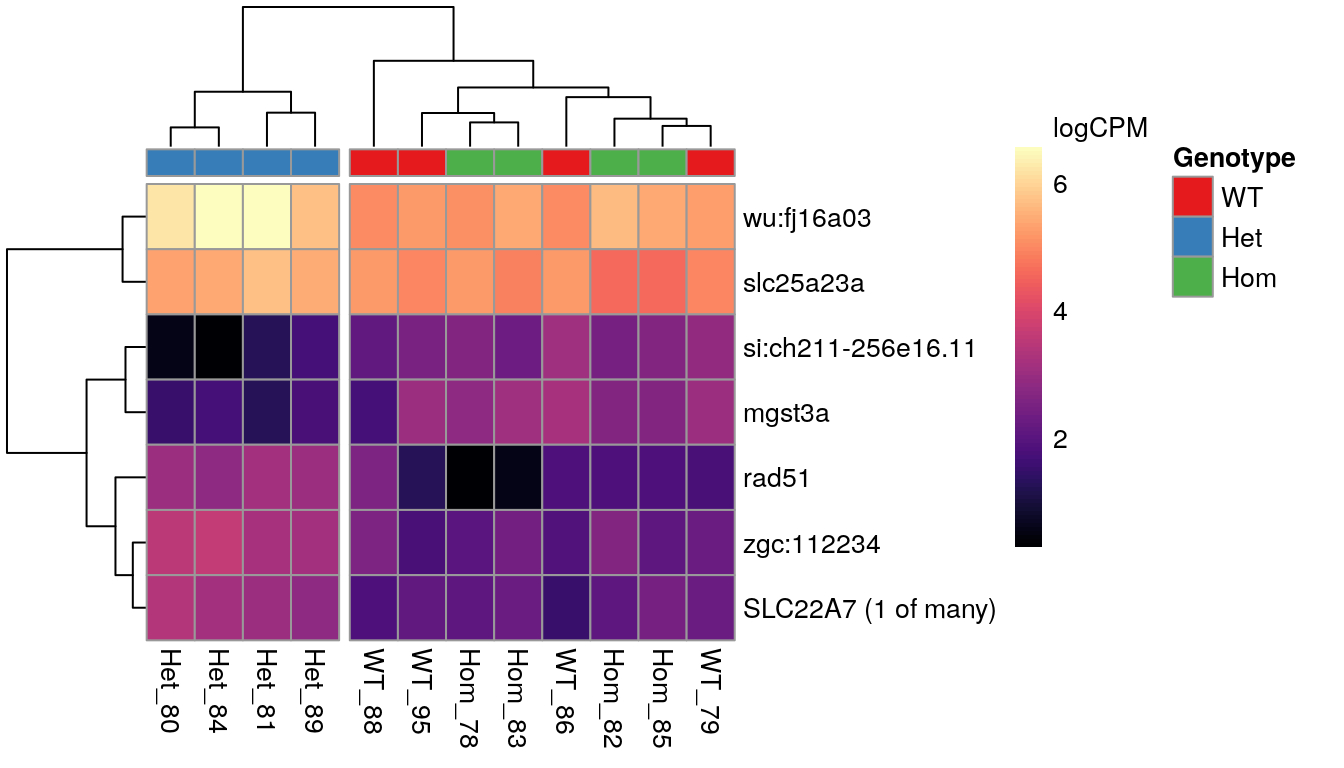 logCPM
6
4
2
Genotype
WT
Het
Hom
wu:fj16a03
slc25a23a
si:ch211-256e16.11
mgst3a
rad51
zgc:112234
SLC22A7 (1 of many)
Het_80
Het_84
Het_81
Het_89
WT_88
WT_95
Hom_78
Hom_83
WT_86
Hom_82
Hom_85
WT_79